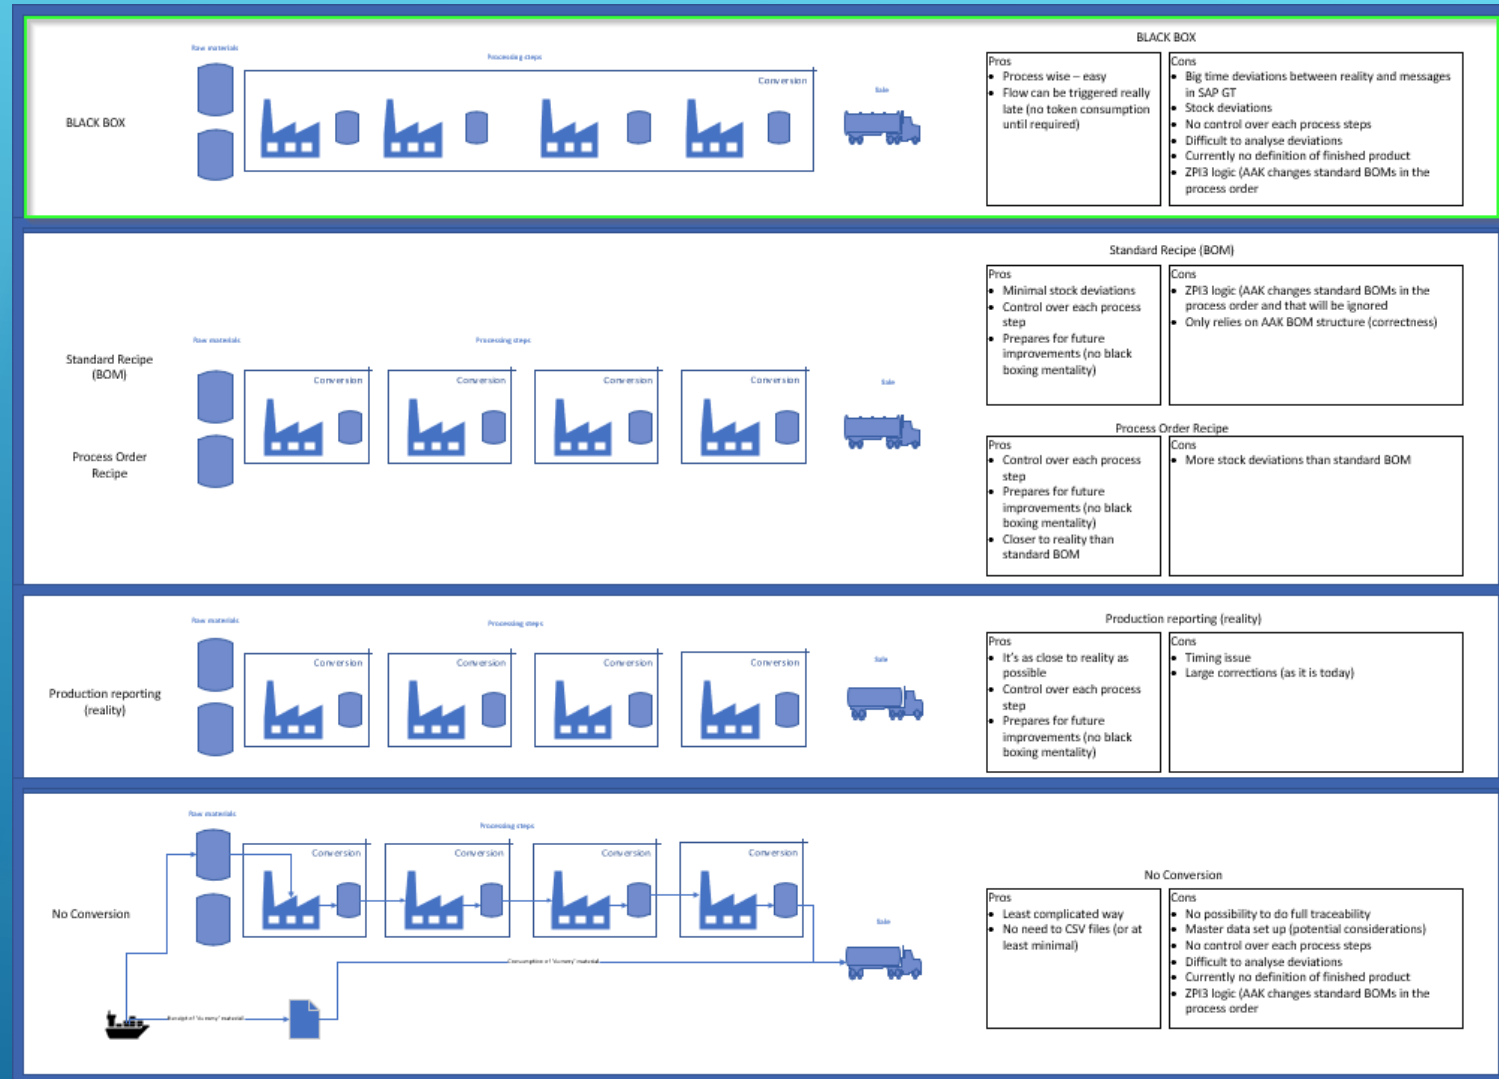 BLACK BOX
Raw materials
Processing steps
Conversion
Sale
BLACK BOX
Pros
• Process wise – easy
• Flow can be triggered really
late (no token consumption
until required)
Cons
• Big time deviations between reality and messages
in SAP GT
• Stock deviations
• No control over each process steps
• Difficult to analyse deviations
• Currently no definition of finished product
• ZPI3 logic (AAK changes standard BOMs in the
process order
Standard Recipe
(BOM)
Process Order
Recipe
Raw materials
Processing steps
Conversion
Conversion
Conversion
Conversion
Sale
Standard Recipe (BOM)
Pros
• Minimal stock deviations
• Control over each process
step
• Prepares for future
improvements (no black
boxing mentality)
Cons
• ZPI3 logic (AAK changes standard BOMs in the
process order and that will be ignored
• Only relies on AAK BOM structure (correctness)
Process Order Recipe
Pros
• Control over each process
step
• Prepares for future
improvements (no black
boxing mentality)
• Closer to reality than
standard BOM
Cons
• More stock deviations than standard BOM
Production reporting
(reality)
Raw materials
Processing steps
Conversion
Conversion
Conversion
Conversion
Sale
Production reporting (reality)
Pros
• It's as close to reality as
possible
• Control over each process
step
• Prepares for future
improvements (no black
boxing mentality)
Cons
• Timing issue
• Large corrections (as it is today)
No Conversion
Raw materials
Processing steps
Conversion
Conversion
Conversion
Conversion
Sale
Consumption of "dummy" material
Receipt of "dummy" material
No Conversion
Pros
• Least complicated way
• No need to CSV files (or at
least minimal)
Cons
• No possibility to do full traceability
• Master data set up (potential considerations)
• No control over each process steps
• Difficult to analyse deviations
• Currently no definition of finished product
• ZPI3 logic (AAK changes standard BOMs in the
process order